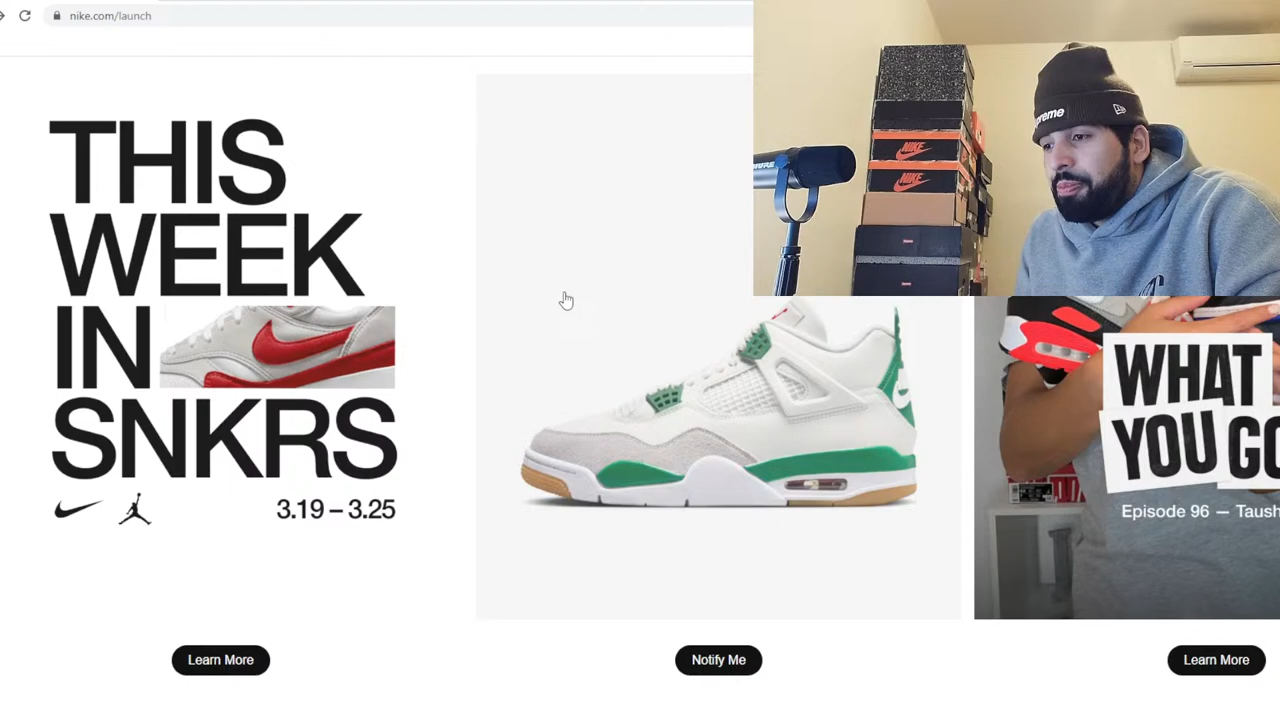 nike.com/launch
THIS
WEEK
IN
SNKRS
3.19 – 3.25
Learn More
Notify Me
NIKE
NIKE
preme
WHAT
YOU GO
Episode 96 — Taush
Learn More